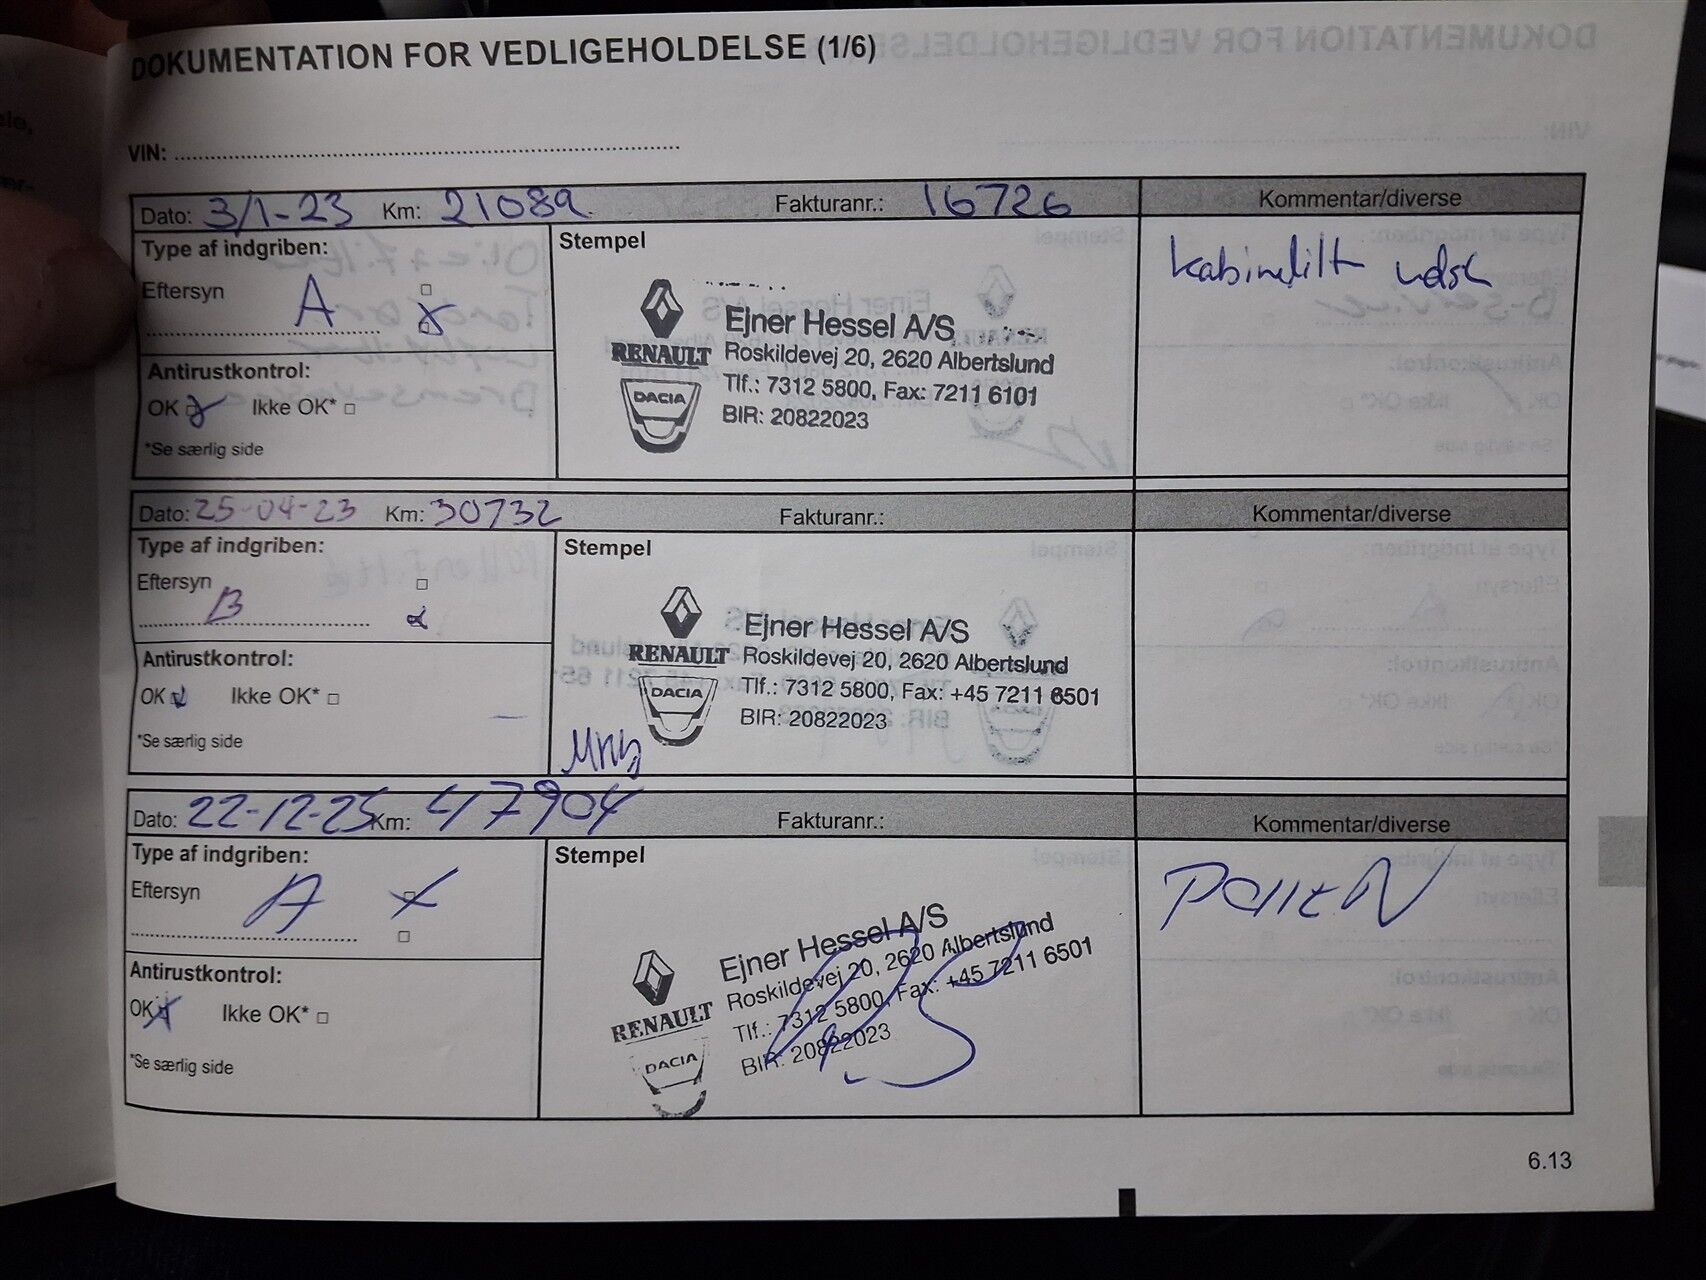 DOKUMENTATION FOR VEDLIGEHOLDELSE (1/6)
VIN:
Dato: 3/1-23 Km: 21089 Fakturanr.: 16726 Kommentar/diverse
Type af indgriben:
Eftersyn A
Antirustkontrol:
OK Ikke OK*
*Se særlig side
Stempel
Ejner Hessel A/S
RENAULT Roskildevej 20, 2620 Albertslund
DACIA Tlf.: 7312 5800, Fax: 7211 6101
BIR: 20822023
kabinefilt udsk
Dato: 25-04-23 Km: 30732 Fakturanr.: Kommentar/diverse
Type af indgriben:
Eftersyn
B
Antirustkontrol:
OK Ikke OK*
*Se særlig side
Stempel
Ejner Hessel A/S
RENAULT Roskildevej 20, 2620 Albertslund
DACIA Tlf.: 7312 5800, Fax: +45 7211 6501
BIR: 20822023
Dato: 22-12-25 Km: 47904 Fakturanr.: Kommentar/diverse
Type af indgriben:
Eftersyn A
Antirustkontrol:
OK Ikke OK*
*Se særlig side
Stempel
Ejner Hessel A/S
Roskildevej 20, 2620 Albertslund
RENAULT Tlf.: 7312 5800, Fax: +45 7211 6501
DACIA BIR: 20822023
POLLEN
6.13